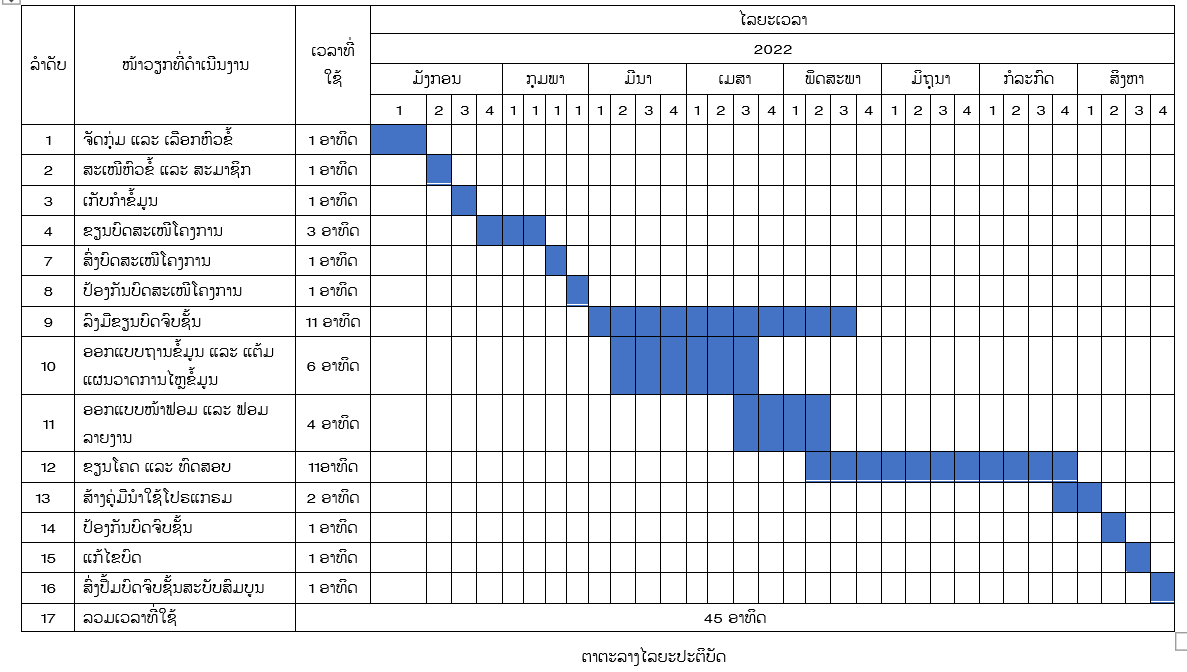 ໄລຍະເວລາ
2022
ລຳດັບ ໜ້າວຽກທີ່ດຳເນີນງານ ເວລາທີ່
ໃຊ້
ມັງກອນ ກຸມພາ ມີນາ ເມສາ ພຶດສະພາ ມິຖຸນາ ກໍລະກົດ ສິງຫາ
1 2 3 4 1 1 1 1 1 2 3 4 1 2 3 4 1 2 3 4 1 2 3 4 1 2 3 4 1 2 3 4
1 ຈັດກຸ່ມ ແລະ ເລືອກຫົວຂໍ້ 1 ອາທິດ
2 ສະເໜີຫົວຂໍ້ ແລະ ສະມາຊິກ 1 ອາທິດ
3 ເກັບກຳຂໍ້ມູນ 1 ອາທິດ
4 ຂຽນບົດສະເໜີໂຄງການ 3 ອາທິດ
7 ສົ່ງບົດສະເໜີໂຄງການ 1 ອາທິດ
8 ປ້ອງກັນບົດສະເໜີໂຄງການ 1 ອາທິດ
9 ລົງມືຂຽນບົດຈົບຊັ້ນ 11 ອາທິດ
10 ອອກແບບຖານຂໍ້ມູນ ແລະ ແຕ້ມ
ແຜນວາດການໄຫຼຂໍ້ມູນ 6 ອາທິດ
11 ອອກແບບໜ້າຟອມ ແລະ ຟອມ
ລາຍງານ 4 ອາທິດ
12 ຂຽນໂຄດ ແລະ ທົດສອບ 11ອາທິດ
13 ສ້າງຄູ່ມືນຳໃຊ້ໂປຣແກຣມ 2 ອາທິດ
14 ປ້ອງກັນບົດຈົບຊັ້ນ 1 ອາທິດ
15 ແກ້ໄຂບົດ 1 ອາທິດ
16 ສົ່ງປຶ້ມບົດຈົບຊັ້ນສະບັບສົມບູນ 1 ອາທິດ
17 ລວມເວລາທີ່ໃຊ້ 45 ອາທິດ
ຕາຕະລາງໄລຍະປະຕິບັດ